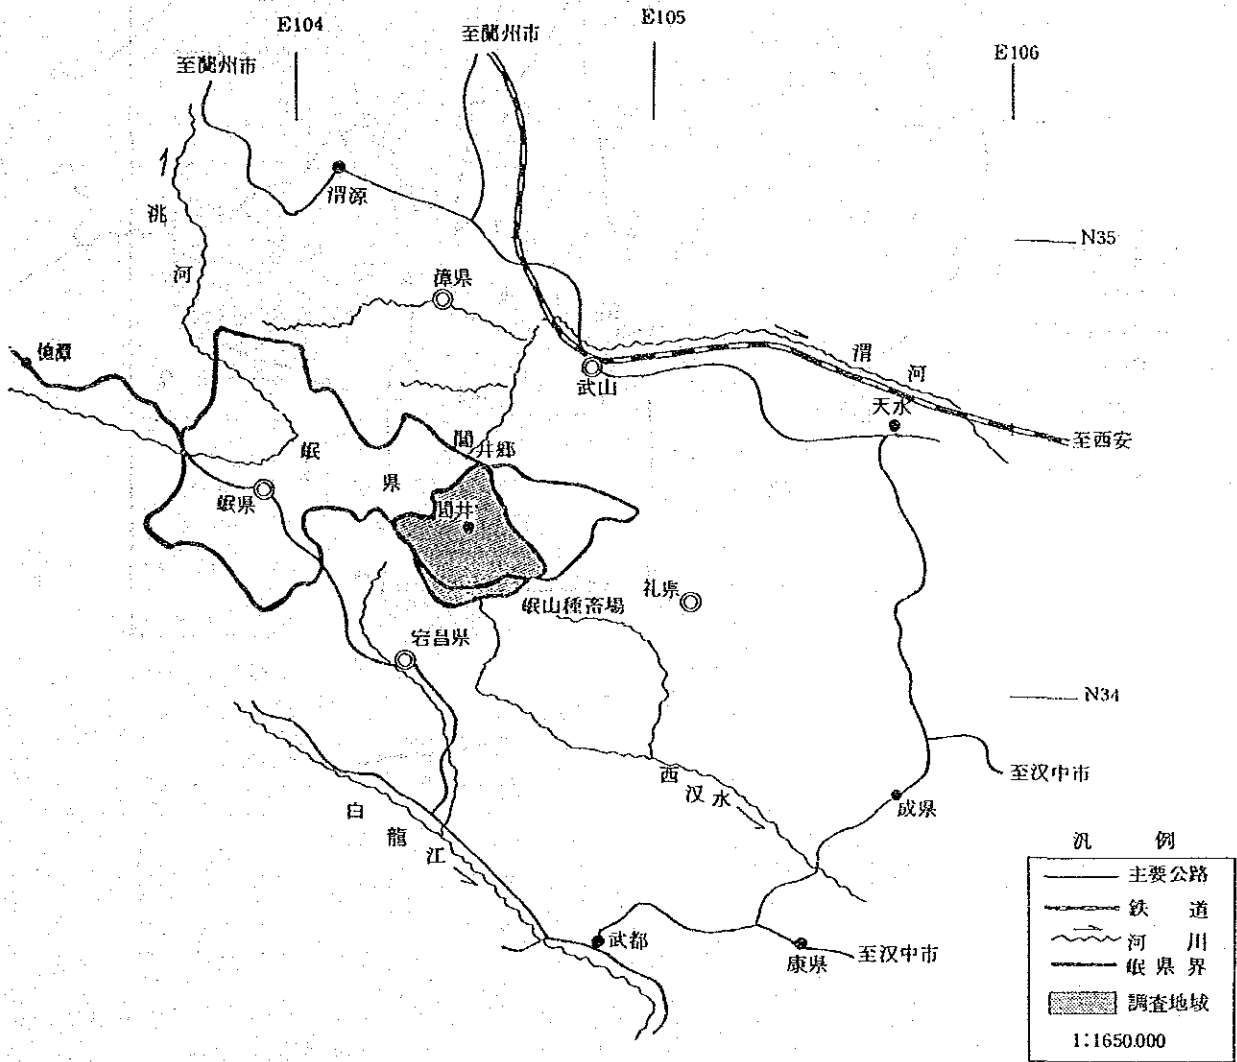 E104
至蘭州市
E105
E106
至蘭州市
渭源
洮河
N35
漳県
渭河
武山
天水
至西安
岷県
閭井郷
岷県
閭井
礼県
岷山種斎場
宕昌県
N34
西汉水
至汉中市
成県
白龍江
武都
康県
至汉中市
汎 例
主要公路
鉄 道
河 川
岷県界
調査地域
1:1650.000